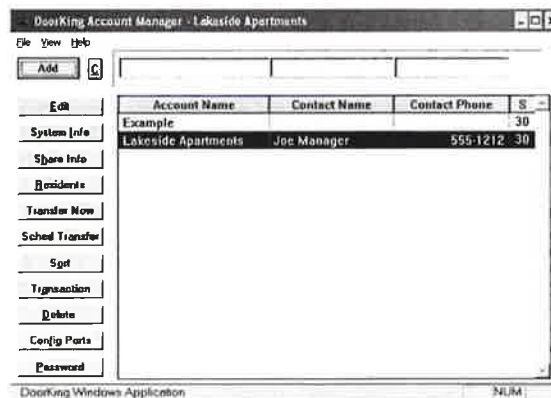 DoorKing Account Manager - Lakeside Apartments
File View Help
Add C
Edit
System Info
Share Info
Residents
Transfer Now
Sched Transfer
Sort
Transaction
Delete
Config Ports
Password
Account Name Contact Name Contact Phone S
Example 30
Lakeside Apartments Joe Manager 555-1212 30
DoorKing Windows Application NUM